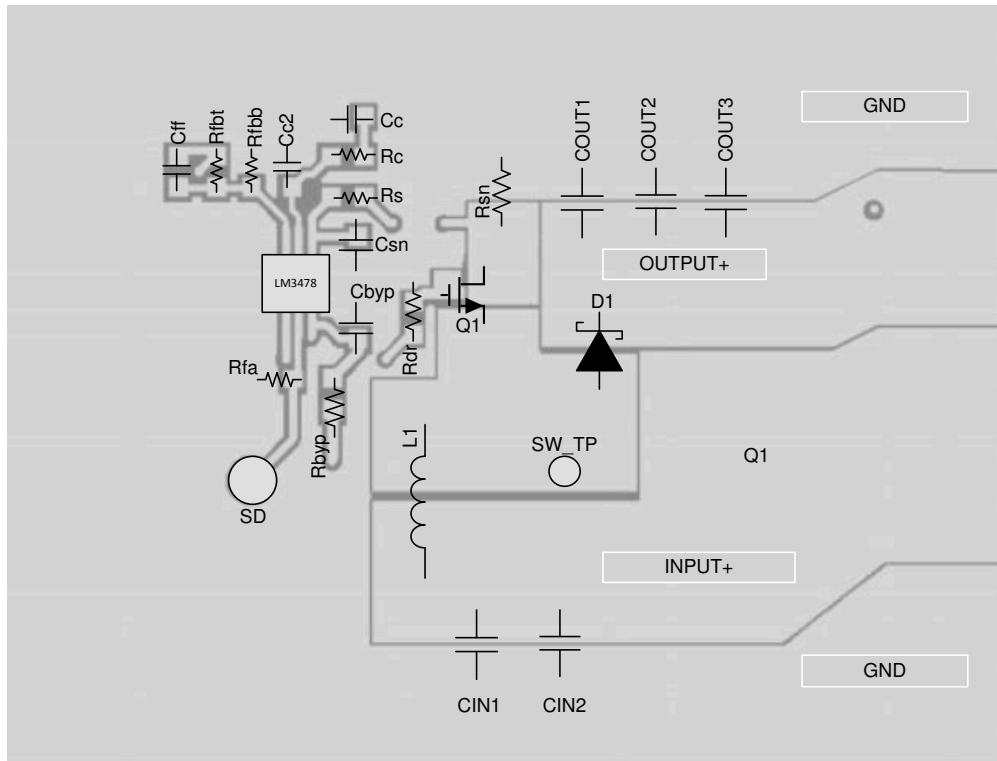 GND
COUT1
COUT2
COUT3
Cff
Rfbt
Rfbb
Cc2
Cc
Rc
Rs
Rsn
Csn
OUTPUT+
LM3478
Cbyp
D1
Q1
Rdr
Rfa
Rbyp
L1
SW_TP
Q1
SD
INPUT+
GND
CIN1
CIN2